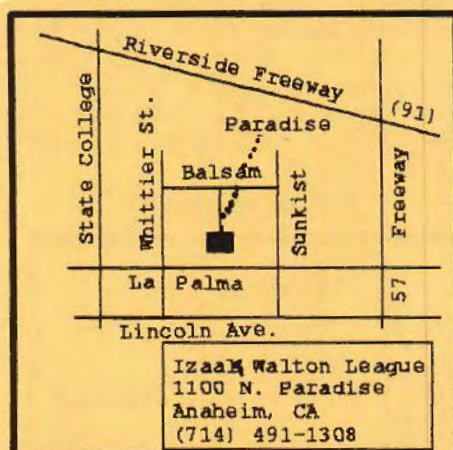 Riverside Freeway
(91)
State College
Whittier St.
Paradise
Balsam
Sunkist
Freeway
57
La Palma
Lincoln Ave.
Izaak Walton League
1100 N. Paradise
Anaheim, CA
(714) 491-1308